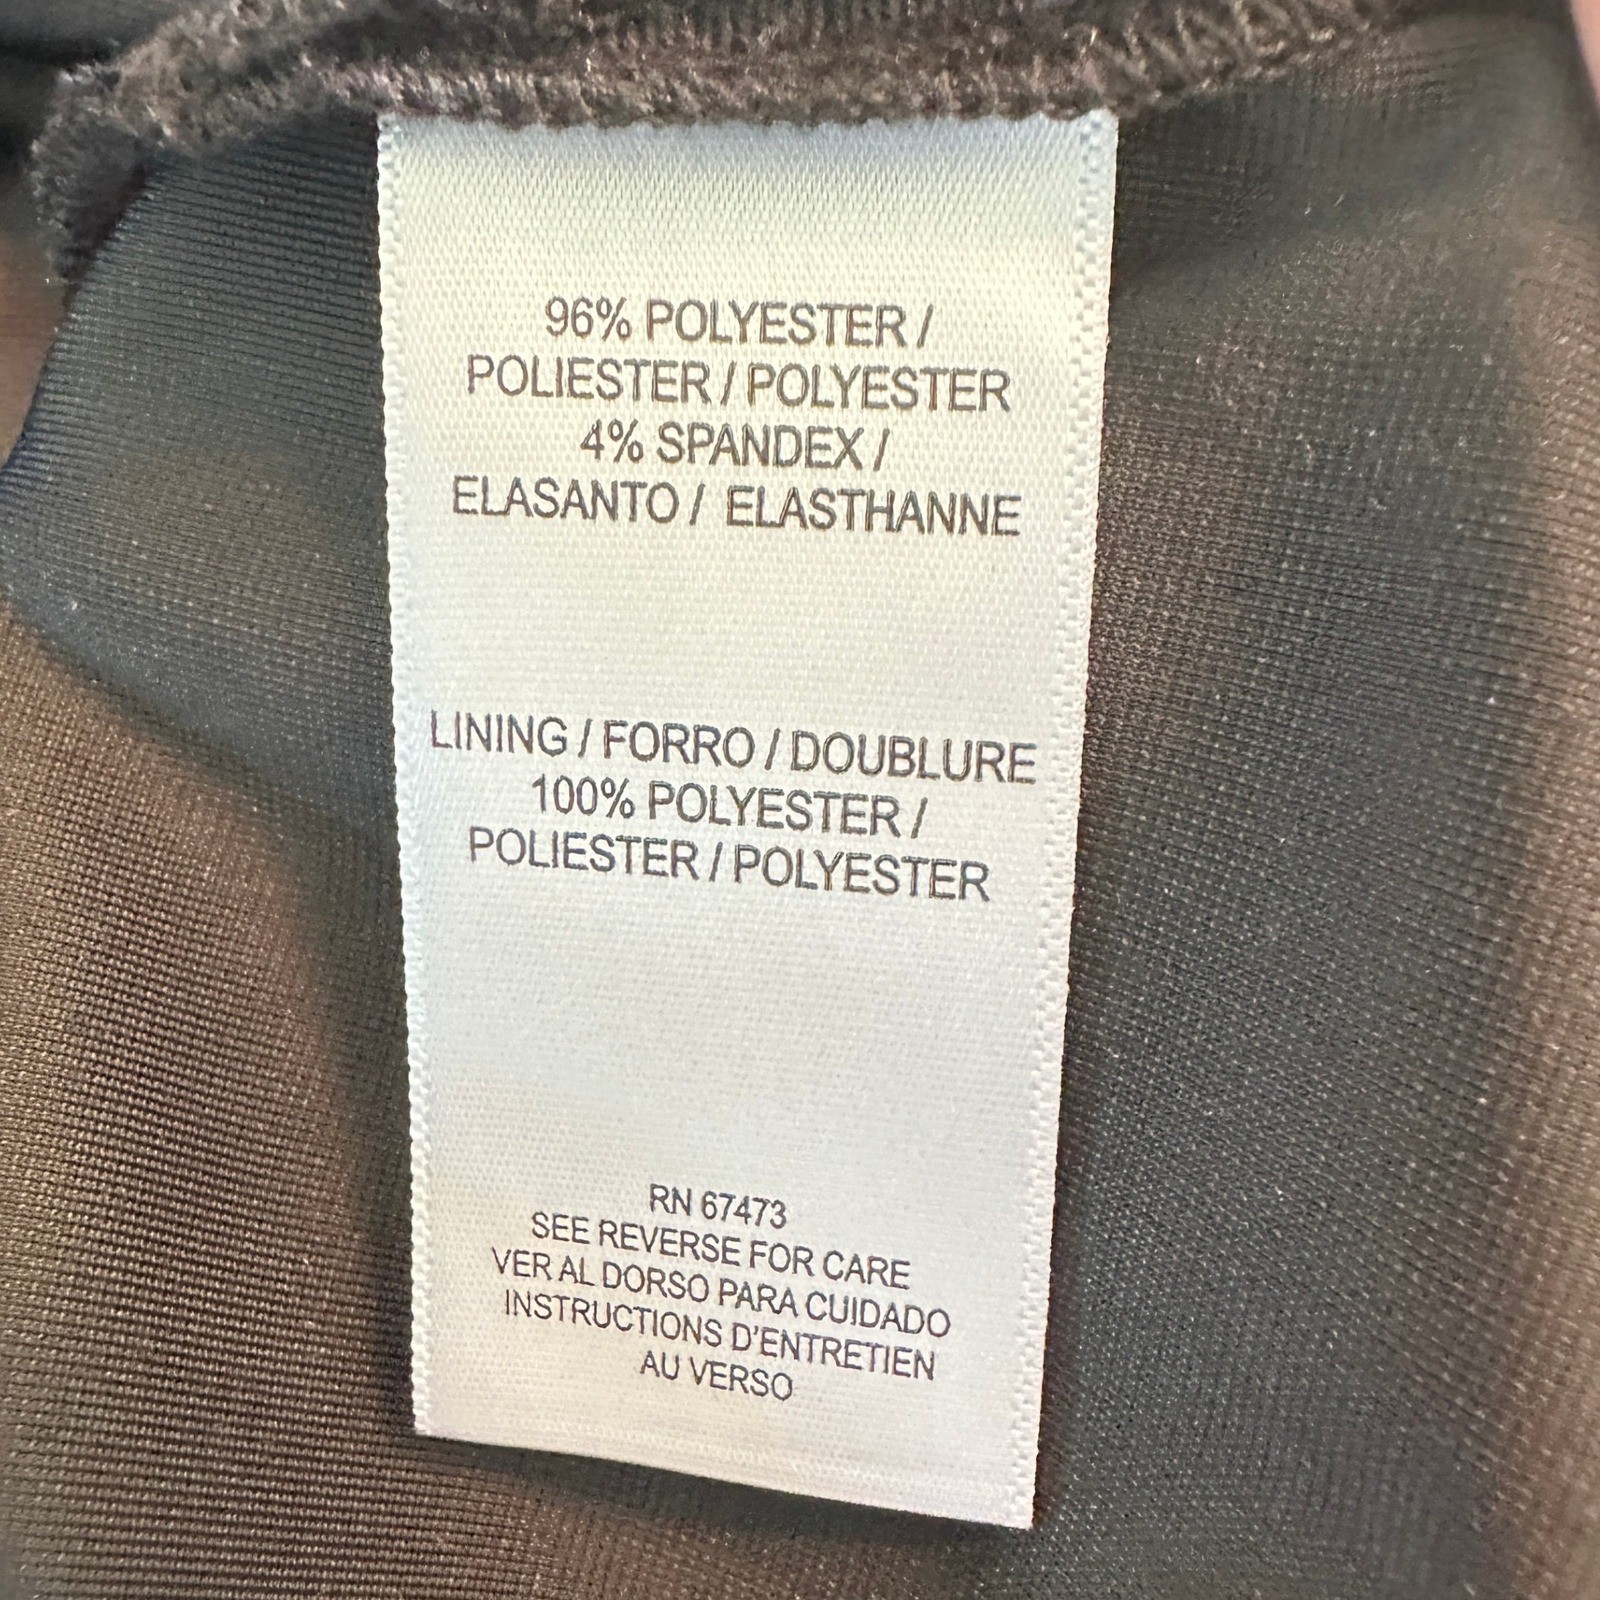 96% POLYESTER /
POLIESTER / POLYESTER
4% SPANDEX /
ELASANTO / ELASTHANNE
LINING / FORRO / DOUBLURE
100% POLYESTER /
POLIESTER / POLYESTER
RN 67473
SEE REVERSE FOR CARE
VER AL DORSO PARA CUIDADO
INSTRUCTIONS D'ENTRETIEN
AU VERSO